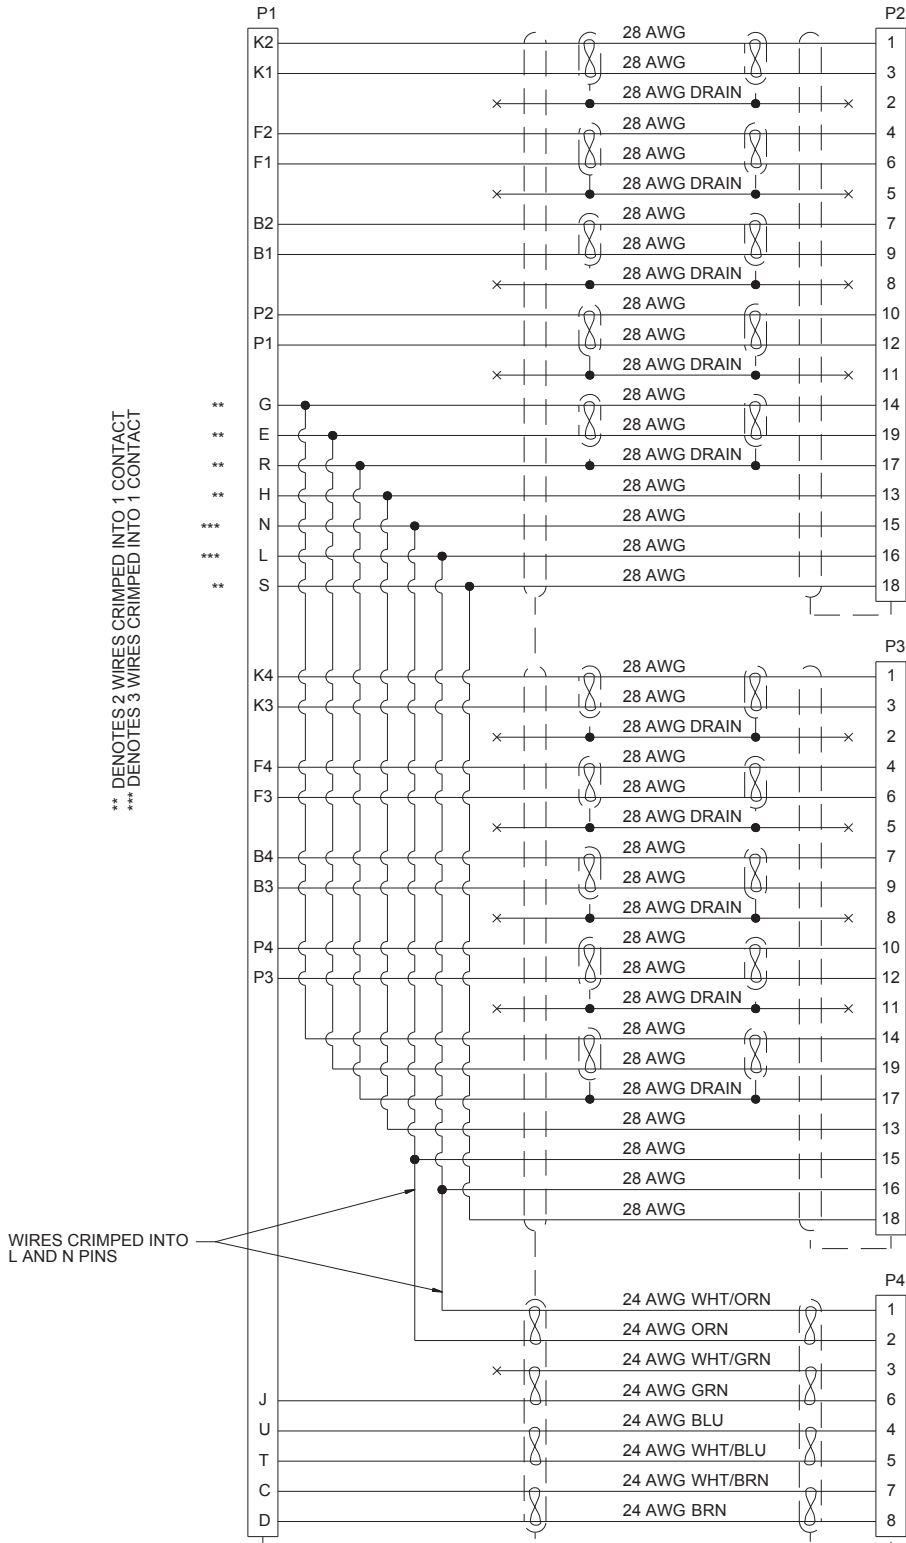 P1 P2
K2 28 AWG 1
K1 28 AWG 3
28 AWG DRAIN 2
F2 28 AWG 4
F1 28 AWG 6
28 AWG DRAIN 5
B2 28 AWG 7
B1 28 AWG 9
28 AWG DRAIN 8
P2 28 AWG 10
P1 28 AWG 12
28 AWG DRAIN 11
** G 28 AWG 14
** E 28 AWG 19
** R 28 AWG DRAIN 17
** H 28 AWG 13
*** N 28 AWG 15
*** L 28 AWG 16
** S 28 AWG 18
** DENOTES 2 WIRES CRIMPED INTO 1 CONTACT
*** DENOTES 3 WIRES CRIMPED INTO 1 CONTACT
P3
K4 28 AWG 1
K3 28 AWG 3
28 AWG DRAIN 2
F4 28 AWG 4
F3 28 AWG 6
28 AWG DRAIN 5
B4 28 AWG 7
B3 28 AWG 9
28 AWG DRAIN 8
P4 28 AWG 10
P3 28 AWG 12
28 AWG DRAIN 11
28 AWG 14
28 AWG 19
28 AWG DRAIN 17
28 AWG 13
28 AWG 15
28 AWG 16
28 AWG 18
WIRES CRIMPED INTO
L AND N PINS
P4
24 AWG WHT/ORN 1
24 AWG ORN 2
24 AWG WHT/GRN 3
J 24 AWG GRN 6
U 24 AWG BLU 4
T 24 AWG WHT/BLU 5
C 24 AWG WHT/BRN 7
D 24 AWG BRN 8